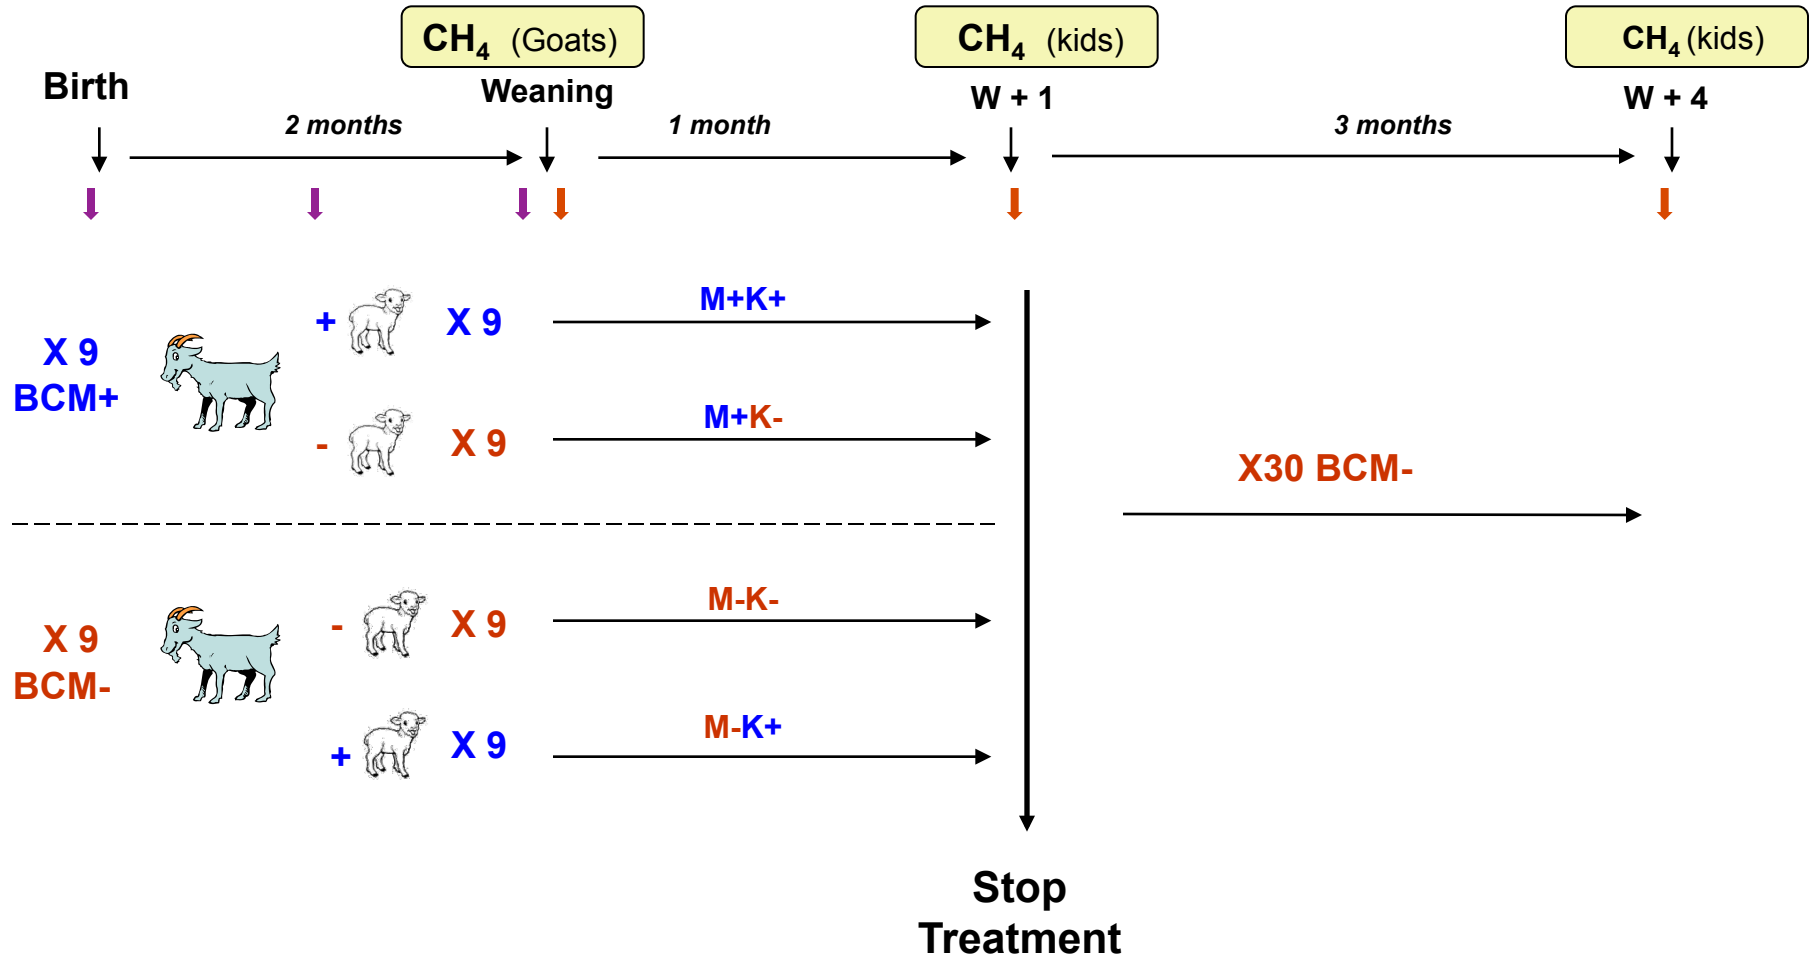 CH4 (Goats)
CH4 (kids)
CH4 (kids)
Birth
Weaning
W + 1
W + 4
2 months
1 month
3 months
X 9
BCM+
+ X 9
M+K+
- X 9
M+K-
X30 BCM-
X 9
BCM-
- X 9
M-K-
+ X 9
M-K+
Stop
Treatment